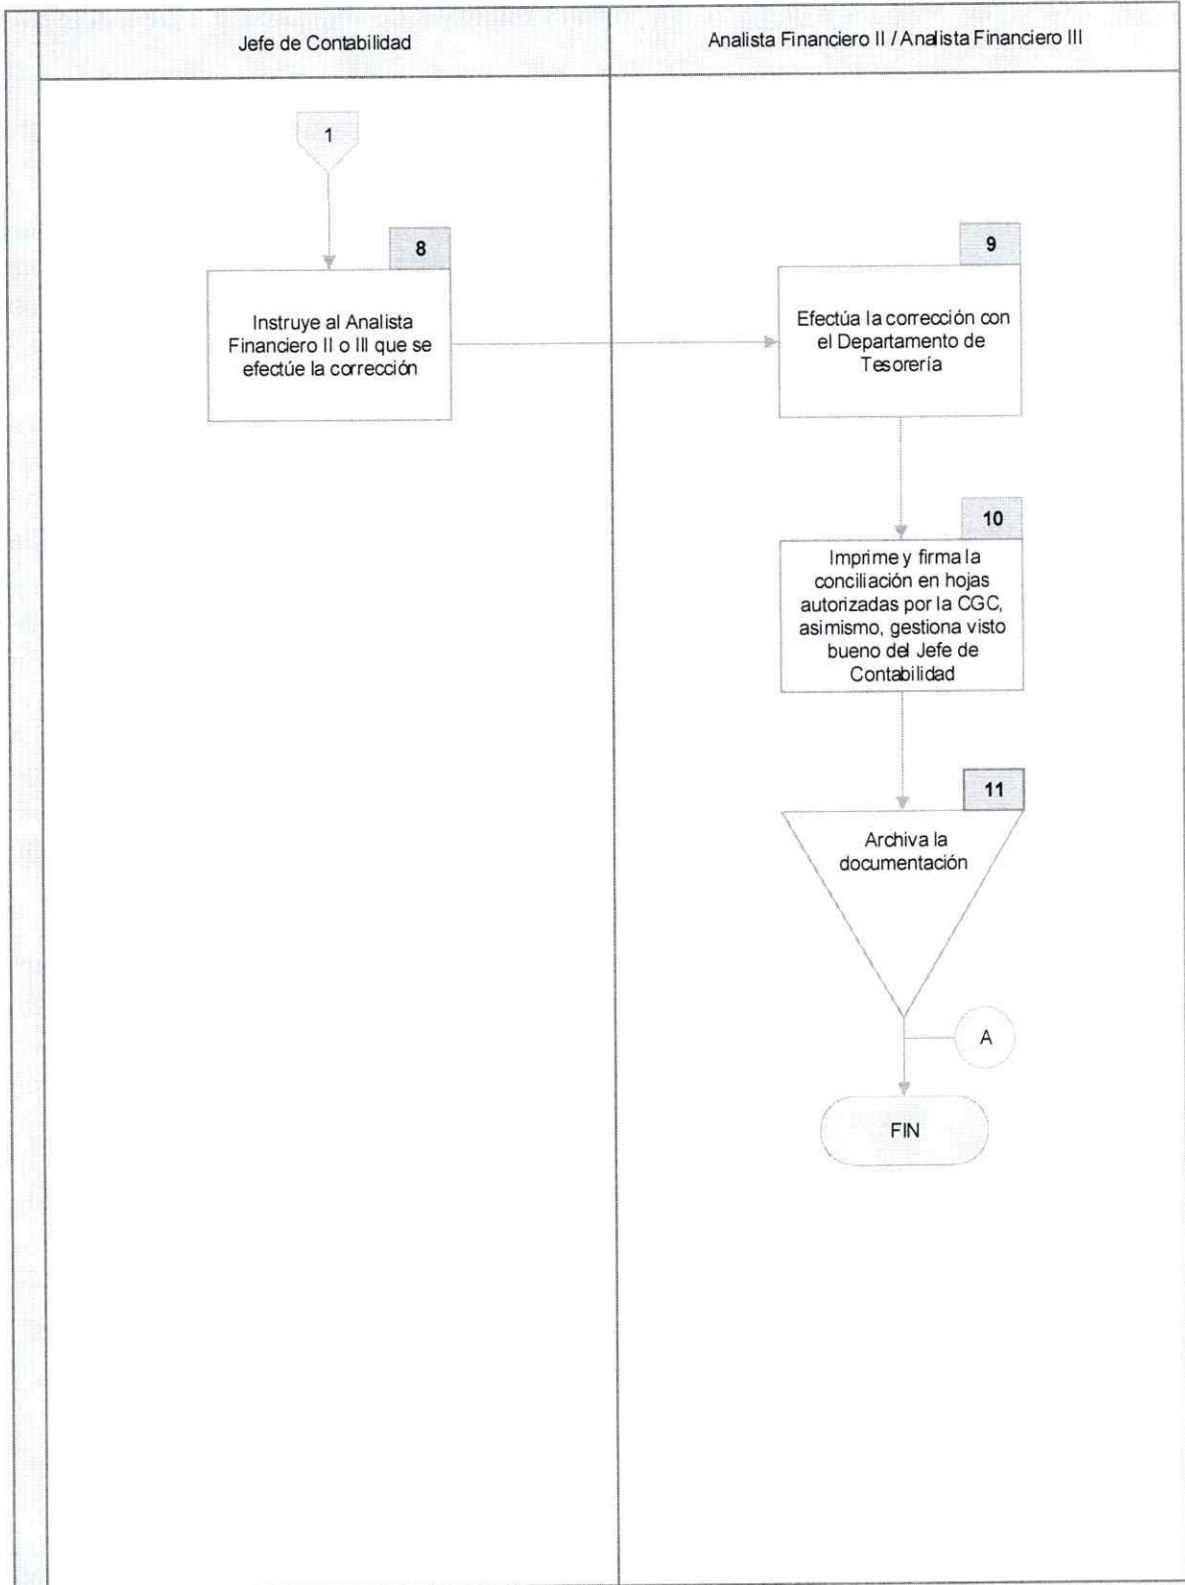 Jefe de Contabilidad
Analista Financiero II / Analista Financiero III
1
8
Instruye al Analista
Financiero II o III que se
efectúe la corrección
9
Efectúa la corrección con
el Departamento de
Tesorería
10
Imprime y firma la
conciliación en hojas
autorizadas por la CGC,
asimismo, gestiona visto
bueno del Jefe de
Contabilidad
11
Archiva la
documentación
A
FIN